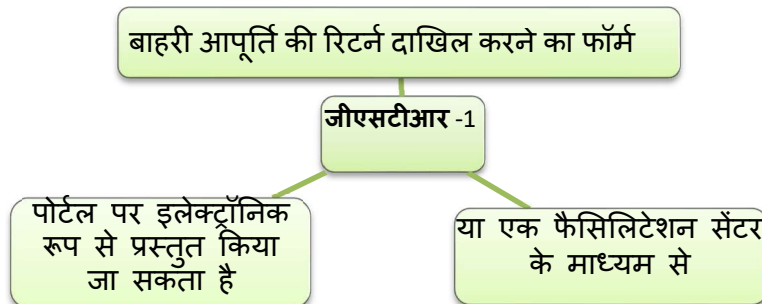 बाहरी आपूर्ति की रिटर्न दाखिल करने का फॉर्म
जीएसटीआर -1
पोर्टल पर इलेक्ट्रॉनिक
रूप से प्रस्तुत किया
जा सकता है
या एक फैसिलिटेशन सेंटर
के माध्यम से